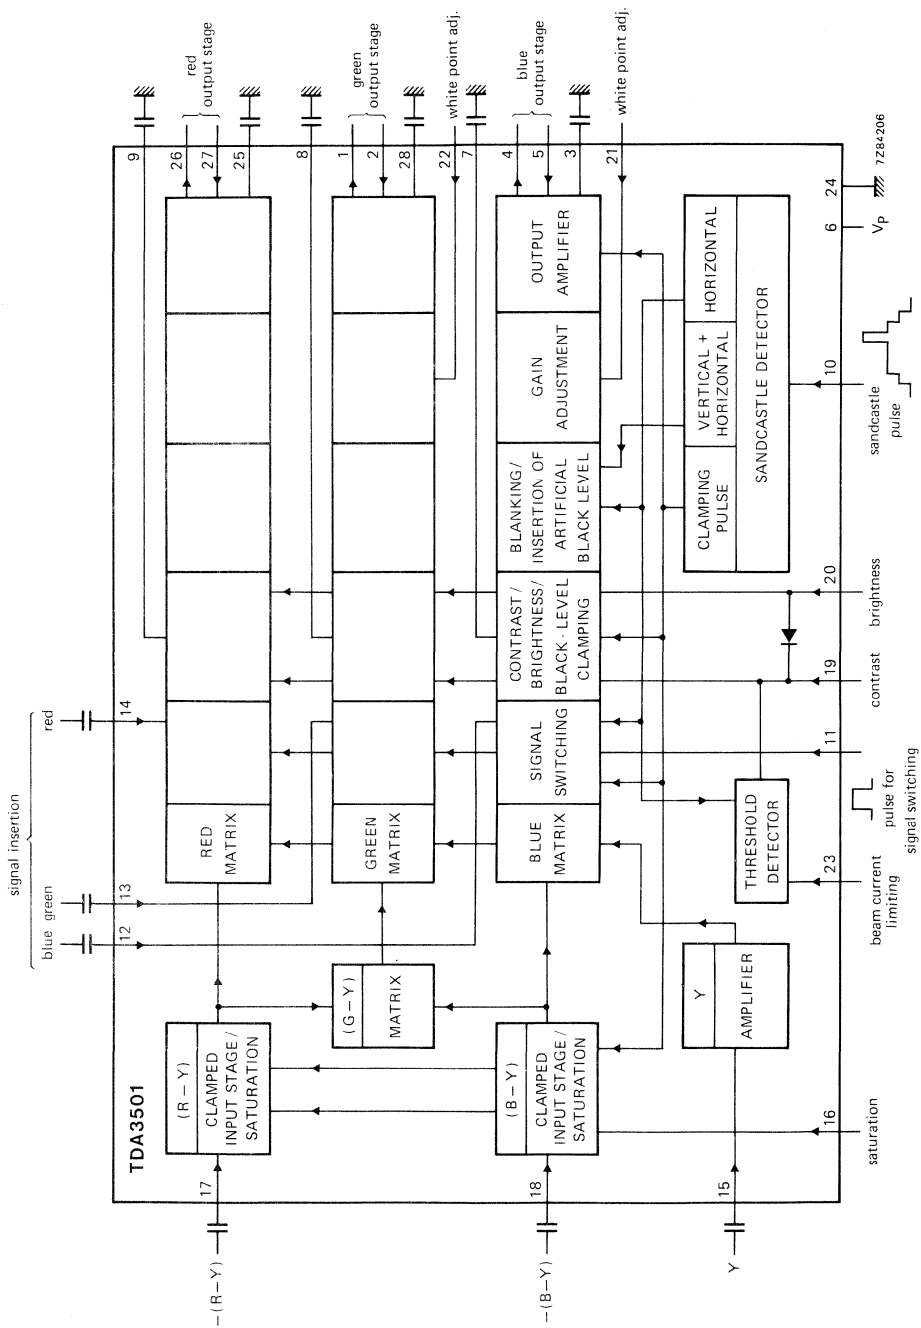 TDA3501
signal insertion
blue
green
red
12
13
14
9
26
27
25
8
1
2
28
22
7
4
5
3
21
red
output stage
green
output stage
white point adj.
blue
output stage
white point adj.
-(R-Y)
17
(R-Y)
CLAMPED
INPUT STAGE/
SATURATION
RED
MATRIX
(G-Y)
MATRIX
GREEN
MATRIX
-(B-Y)
18
(B-Y)
CLAMPED
INPUT STAGE/
SATURATION
BLUE
MATRIX
SIGNAL
SWITCHING
CONTRAST/
BRIGHTNESS/
BLACK-LEVEL
CLAMPING
BLANKING/
INSERTION OF
ARTIFICIAL
BLACK LEVEL
GAIN
ADJUSTMENT
OUTPUT
AMPLIFIER
Y
15
Y
AMPLIFIER
THRESHOLD
DETECTOR
CLAMPING
PULSE
VERTICAL +
HORIZONTAL
HORIZONTAL
SANDCASTLE DETECTOR
16
23
11
19
20
10
6
24
saturation
beam current
limiting
pulse for
signal switching
contrast
brightness
sandcastle
pulse
VP
7Z84206